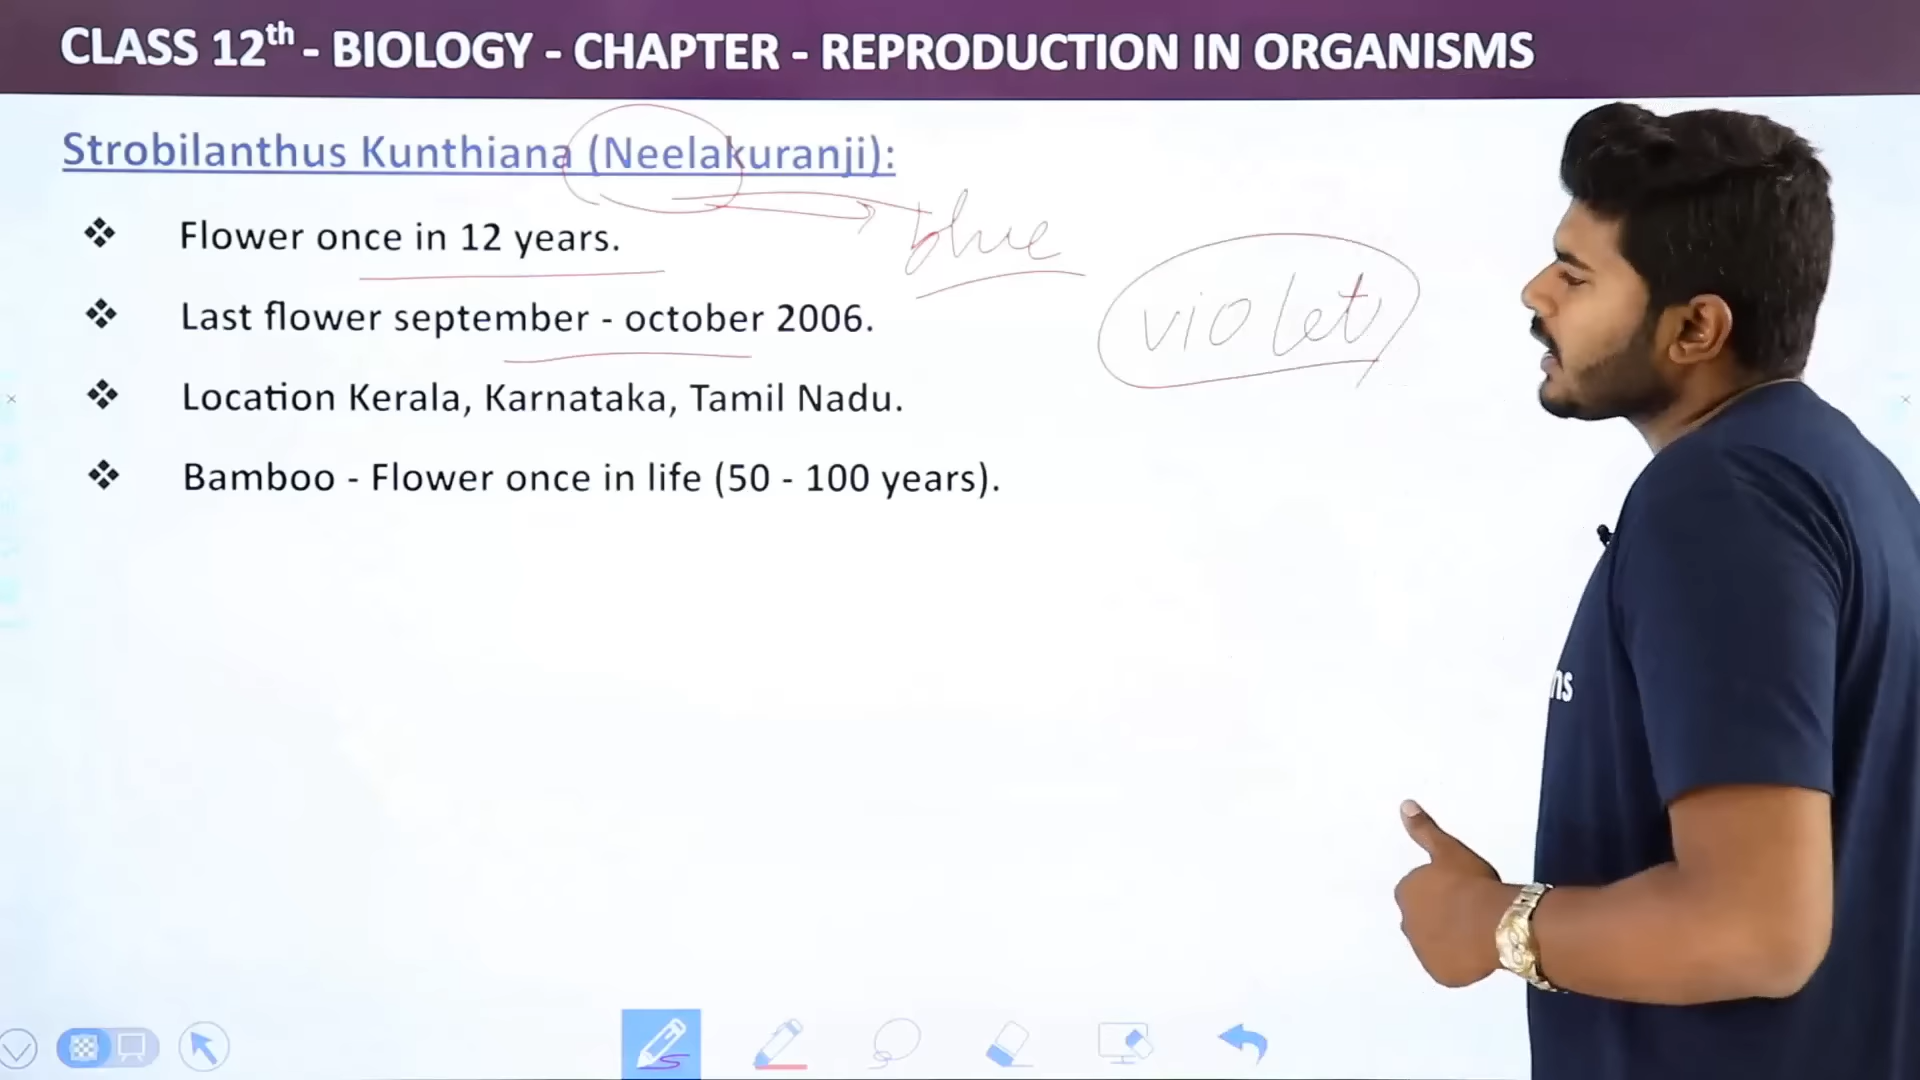 CLASS 12th - BIOLOGY - CHAPTER - REPRODUCTION IN ORGANISMS
Strobilanthus Kunthiana (Neelakuranji):
❖ Flower once in 12 years.
blue
violet
❖ Last flower september - october 2006.
❖ Location Kerala, Karnataka, Tamil Nadu.
❖ Bamboo - Flower once in life (50 - 100 years).
ns